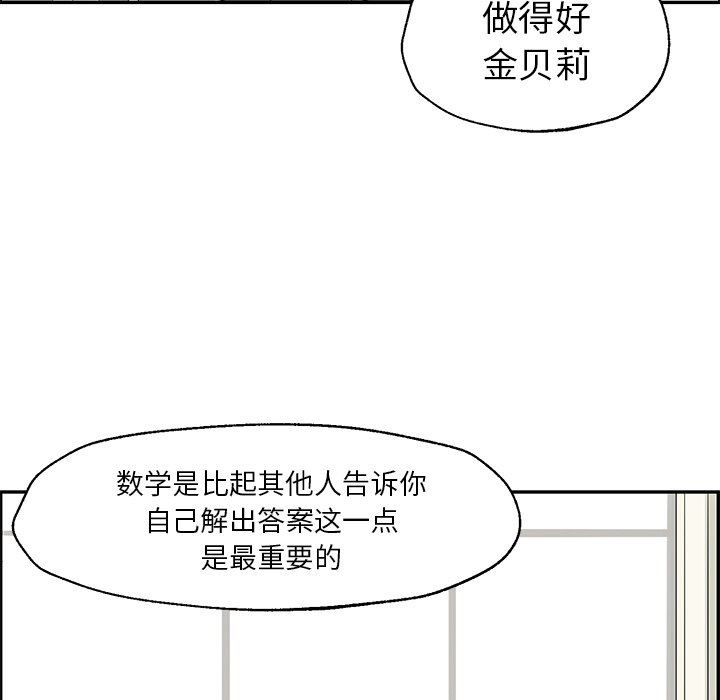 做得好
金贝莉
数学是比起其他人告诉你
自己解出答案这一点
是最重要的